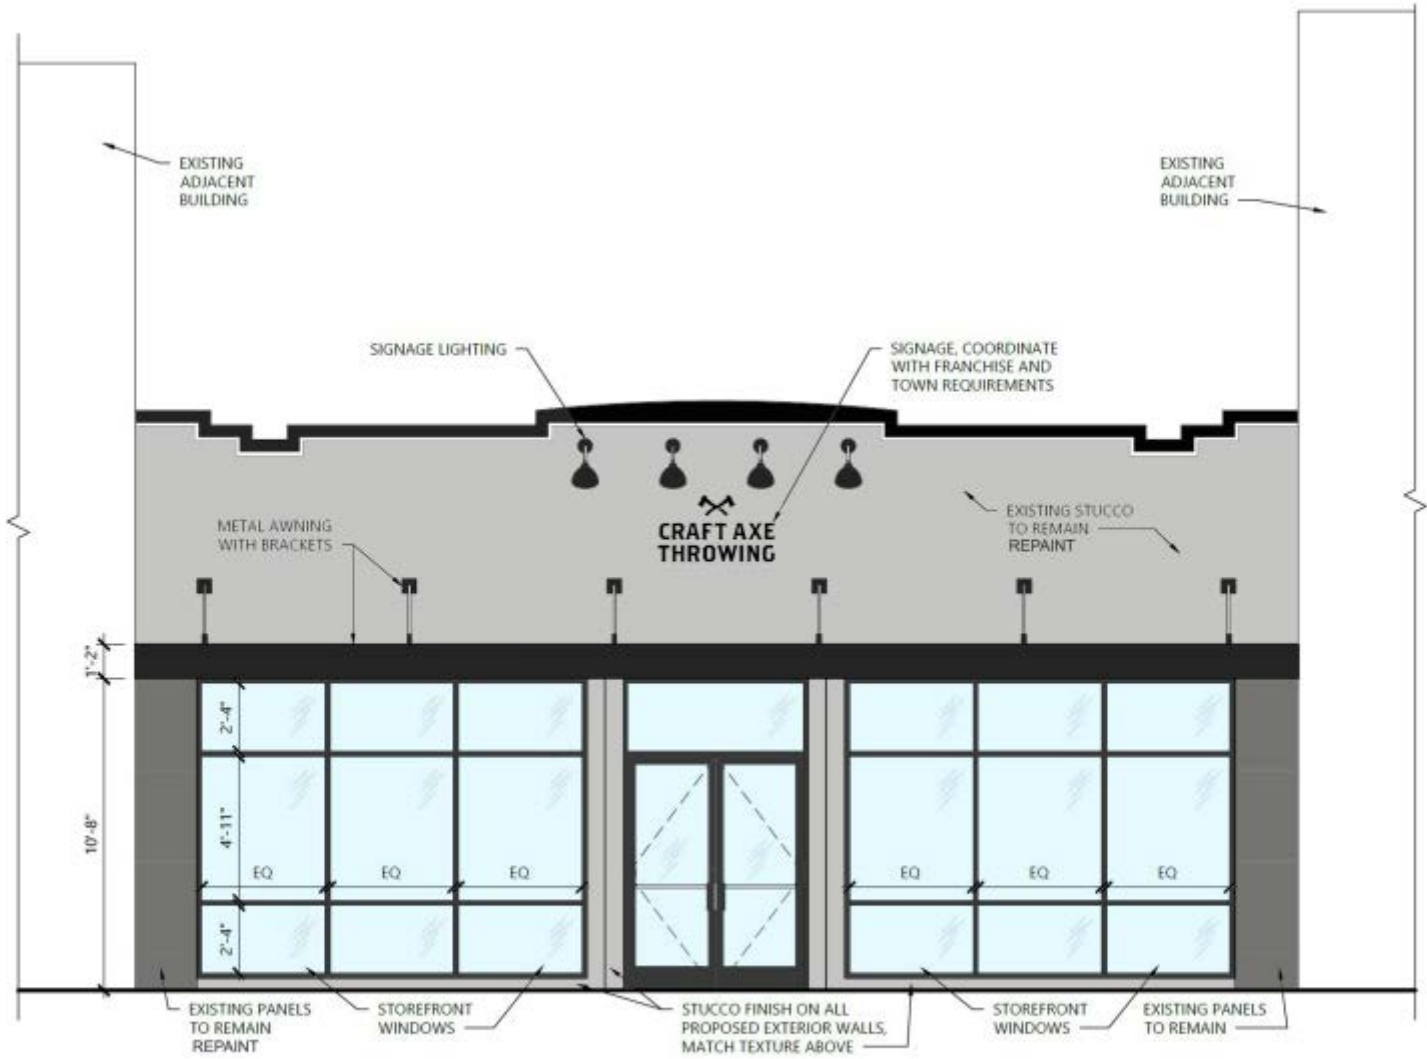 EXISTING
ADJACENT
BUILDING
EXISTING
ADJACENT
BUILDING
SIGNAGE LIGHTING
SIGNAGE, COORDINATE
WITH FRANCHISE AND
TOWN REQUIREMENTS
METAL AWNING
WITH BRACKETS
CRAFT AXE
THROWING
EXISTING STUCCO
TO REMAIN
REPAINT
1'-2"
10'-8"
2'-4"
4'-11"
2'-4"
EQ
EQ
EQ
EQ
EQ
EQ
EXISTING PANELS
TO REMAIN
REPAINT
STOREFRONT
WINDOWS
STUCCO FINISH ON ALL
PROPOSED EXTERIOR WALLS,
MATCH TEXTURE ABOVE
STOREFRONT
WINDOWS
EXISTING PANELS
TO REMAIN